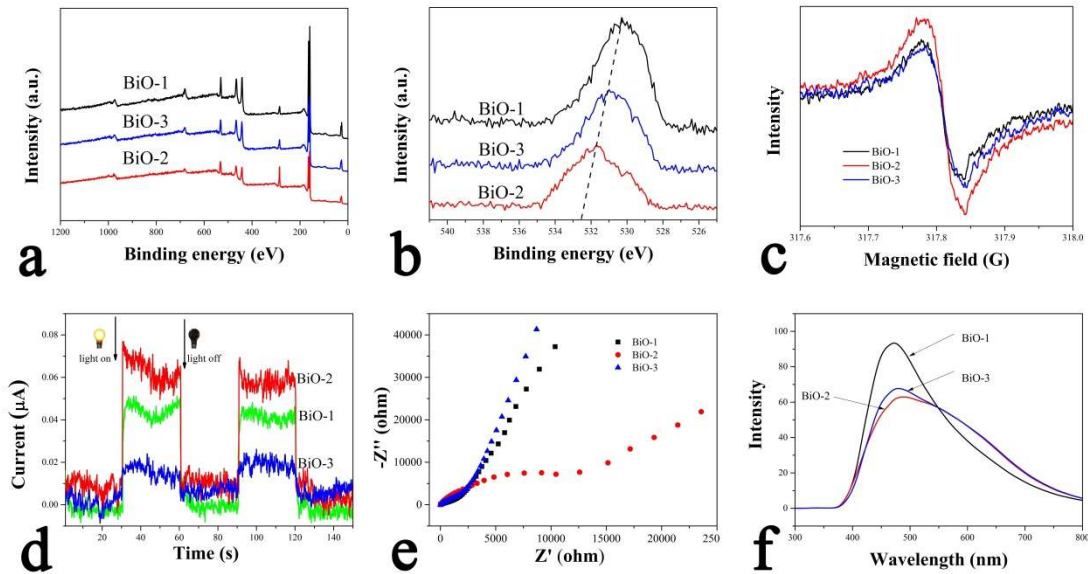 BiO-1
BiO-3
BiO-2
Intensity (a.u.)
1200 1000 800 600 400 200 0
Binding energy (eV)
a
BiO-1
BiO-3
BiO-2
Intensity (a.u.)
540 538 536 534 532 530 528 526
Binding energy (eV)
b
Intensity
BiO-1
BiO-2
BiO-3
317.6 317.7 317.8 317.9 318.0
Magnetic field (G)
c
light on
light off
BiO-2
BiO-1
BiO-3
Current (μA)
0.08
0.06
0.04
0.02
0.00
20 40 60 80 100 120 140
Time (s)
d
BiO-1
BiO-2
BiO-3
-Z'' (ohm)
40000
30000
20000
10000
0
0 5000 10000 15000 20000 250
Z' (ohm)
e
BiO-1
BiO-3
BiO-2
Intensity
100
80
60
40
20
0
300 400 500 600 700 800
Wavelength (nm)
f